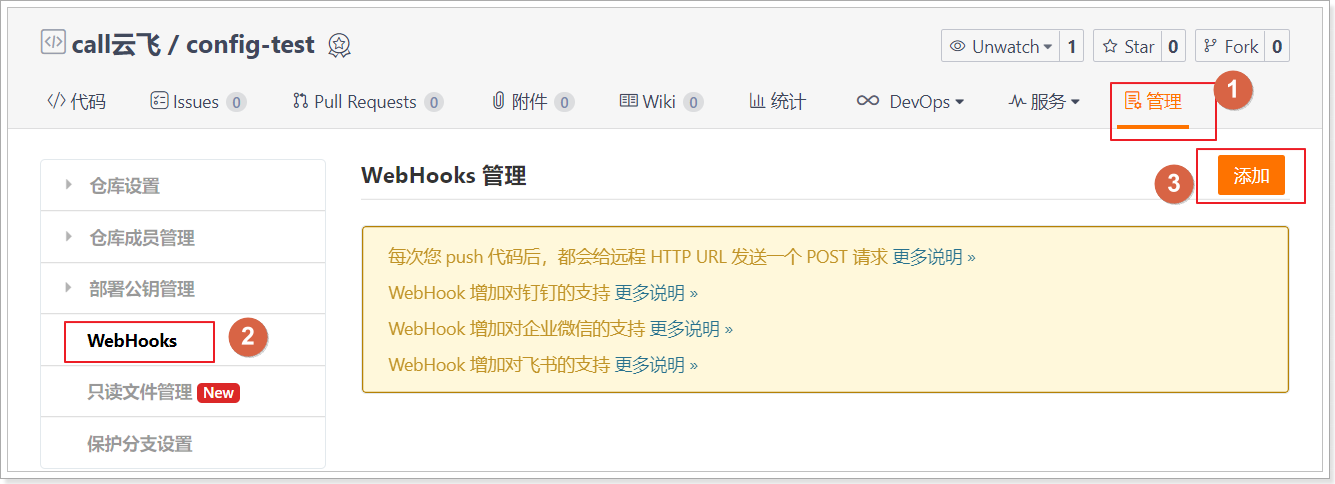 call云飞 / config-test
Unwatch 1 Star 0 Fork 0
代码 Issues 0 Pull Requests 0 附件 0 Wiki 0 统计 DevOps 服务 管理 1
仓库设置
仓库成员管理
部署公钥管理
WebHooks 2
只读文件管理 New
保护分支设置
WebHooks 管理 3 添加
每次您 push 代码后，都会给远程 HTTP URL 发送一个 POST 请求 更多说明 »
WebHook 增加对钉钉的支持 更多说明 »
WebHook 增加对企业微信的支持 更多说明 »
WebHook 增加对飞书的支持 更多说明 »